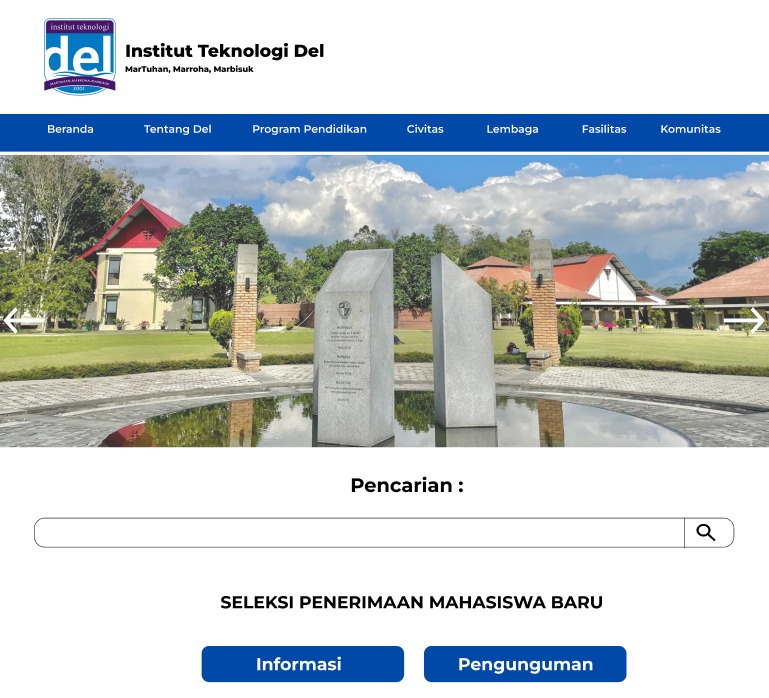 institut teknologi
del
MARTUHAN-MARROHA-MARBISUK
2001
Institut Teknologi Del
MarTuhan, Marroha, Marbisuk
Beranda Tentang Del Program Pendidikan Civitas Lembaga Fasilitas Komunitas
Pencarian :
SELEKSI PENERIMAAN MAHASISWA BARU
Informasi Pengunguman